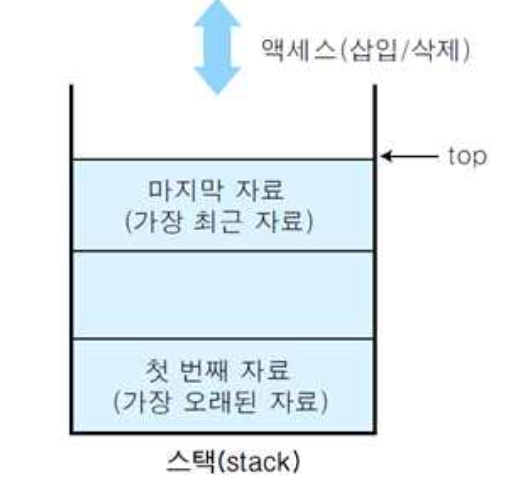 액세스(삽입/삭제)
top
마지막 자료
(가장 최근 자료)
첫 번째 자료
(가장 오래된 자료)
스택(stack)